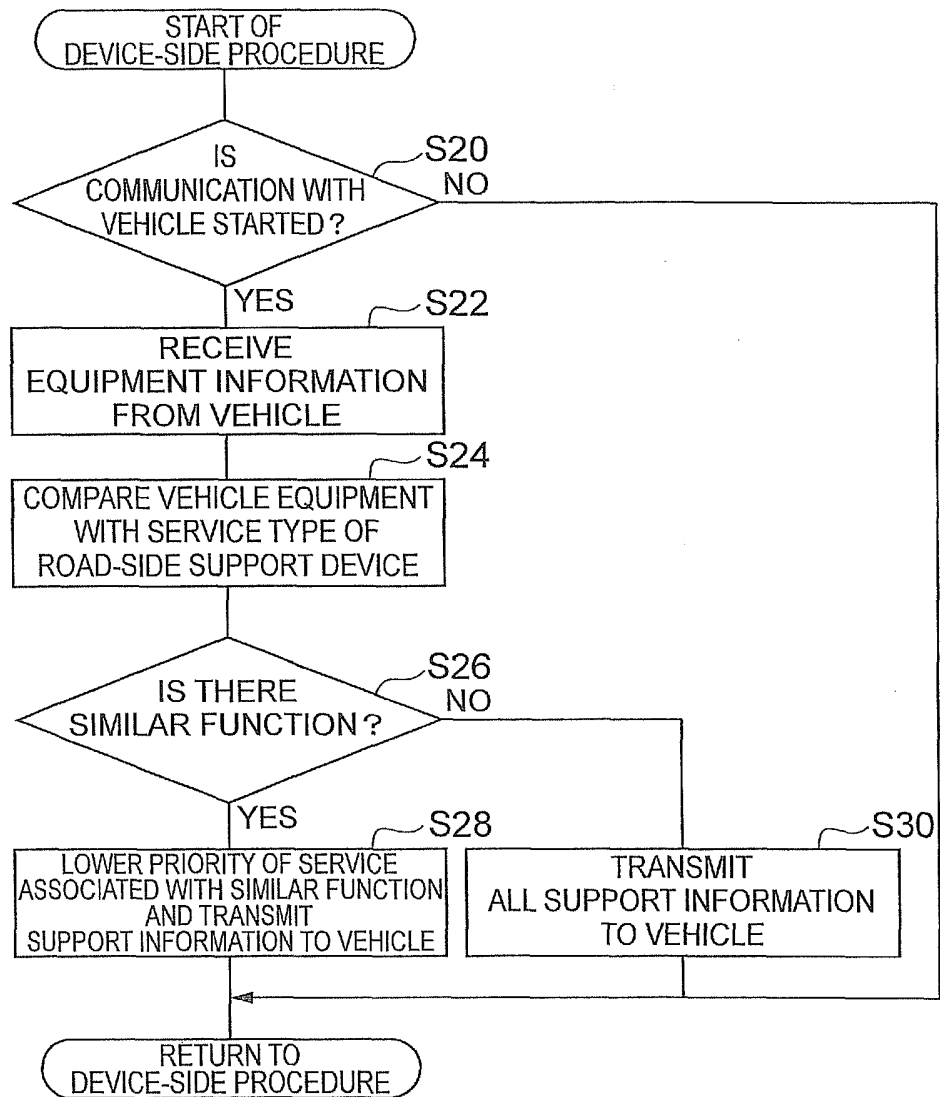 START OF
DEVICE-SIDE PROCEDURE
S20
IS
COMMUNICATION WITH
VEHICLE STARTED?
NO
YES
S22
RECEIVE
EQUIPMENT INFORMATION
FROM VEHICLE
S24
COMPARE VEHICLE EQUIPMENT
WITH SERVICE TYPE OF
ROAD-SIDE SUPPORT DEVICE
S26
IS THERE
SIMILAR FUNCTION?
NO
YES
S28
LOWER PRIORITY OF SERVICE
ASSOCIATED WITH SIMILAR FUNCTION
AND TRANSMIT
SUPPORT INFORMATION TO VEHICLE
S30
TRANSMIT
ALL SUPPORT INFORMATION
TO VEHICLE
RETURN TO
DEVICE-SIDE PROCEDURE